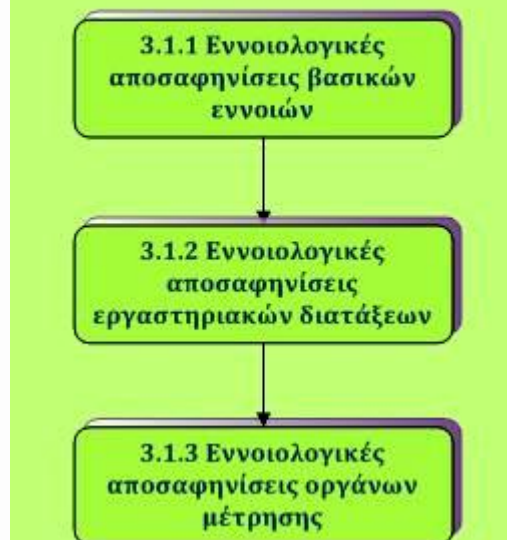 3.1.1 Εννοιολογικές
αποσαφηνίσεις βασικών
εννοιών
3.1.2 Εννοιολογικές
αποσαφηνίσεις
εργαστηριακών διατάξεων
3.1.3 Εννοιολογικές
αποσαφηνίσεις οργάνων
μέτρησης